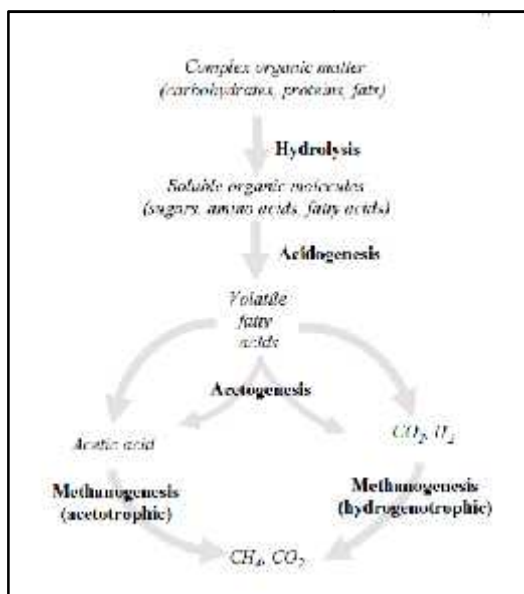 Complex organic matter
(carbohydrates, proteins, fats)
Hydrolysis
Soluble organic molecules
(sugars, amino acids, fatty acids)
Acidogenesis
Volatile
fatty
acids
Acetogenesis
Acetic acid
CO₂, H₂
Methanogenesis
(acetotrophic)
Methanogenesis
(hydrogenotrophic)
CH₄, CO₂